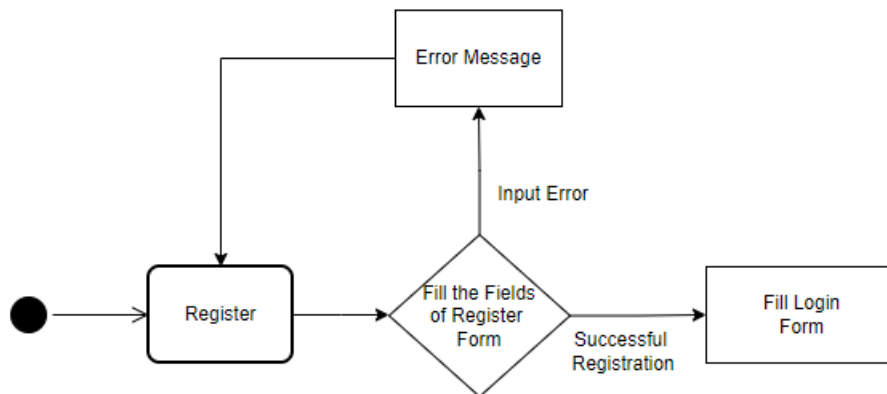 Error Message
Input Error
Register
Fill the Fields
of Register
Form
Successful
Registration
Fill Login
Form